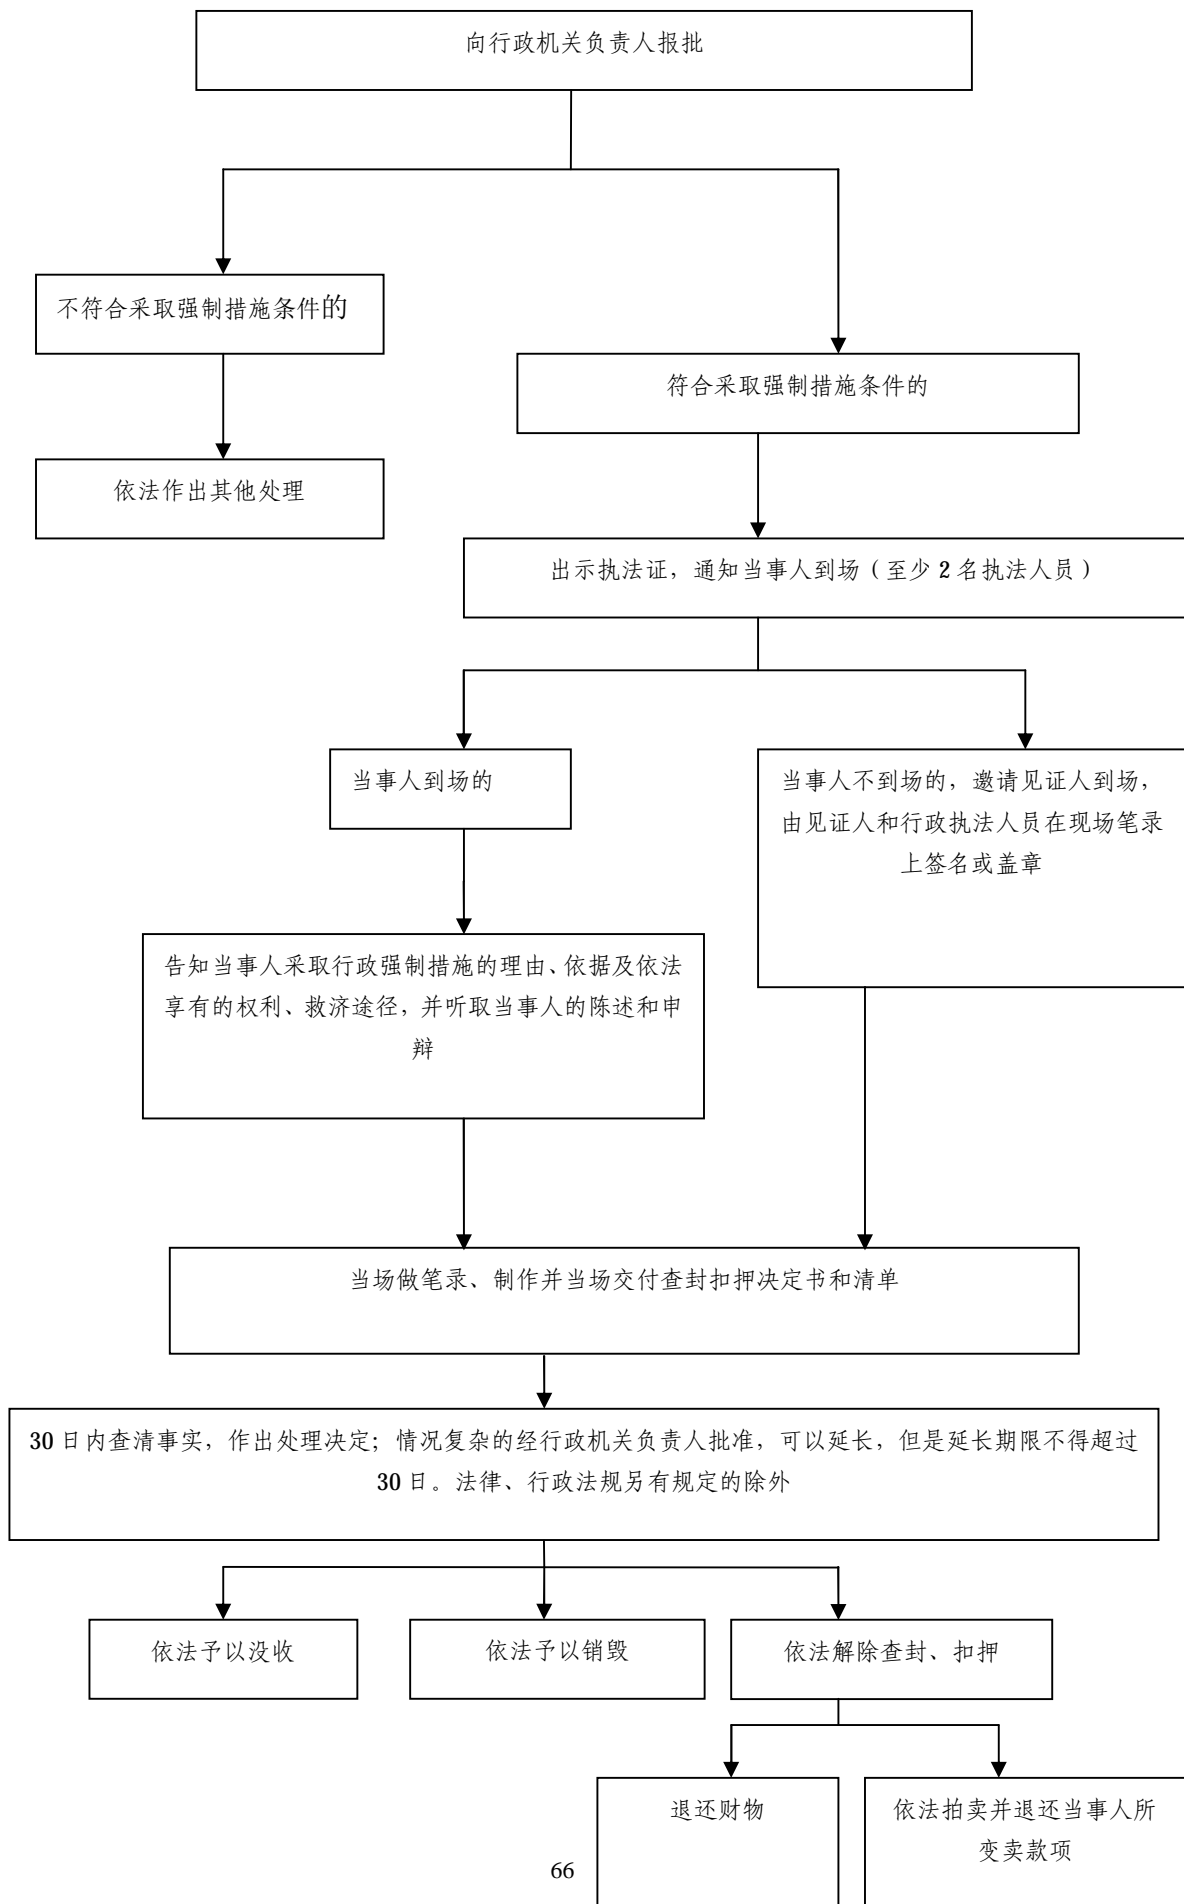 向行政机关负责人报批
不符合采取强制措施条件的
符合采取强制措施条件的
依法作出其他处理
出示执法证，通知当事人到场（至少 2 名执法人员）
当事人到场的
当事人不到场的，邀请见证人到场，
由见证人和行政执法人员在现场笔录
上签名或盖章
告知当事人采取行政强制措施的理由、依据及依法
享有的权利、救济途径，并听取当事人的陈述和申
辩
当场做笔录、制作并当场交付查封扣押决定书和清单
30 日内查清事实，作出处理决定；情况复杂的经行政机关负责人批准，可以延长，但是延长期限不得超过
30 日。法律、行政法规另有规定的除外
依法予以没收
依法予以销毁
依法解除查封、扣押
退还财物
依法拍卖并退还当事人所
变卖款项
66